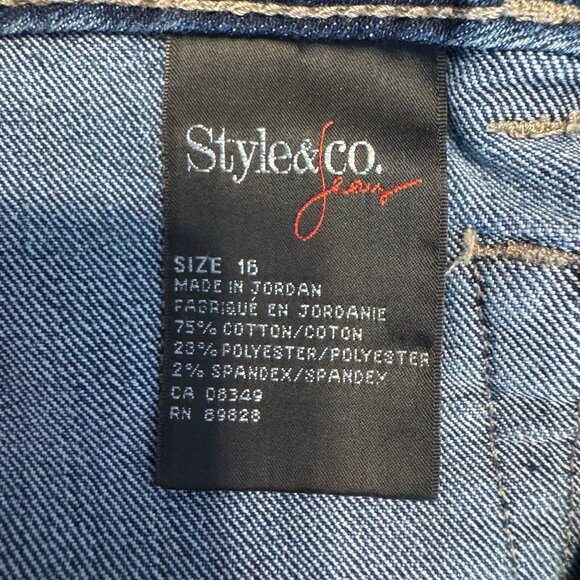 Style&co.
Jeans
SIZE 16
MADE IN JORDAN
FABRIQUÉ EN JORDANIE
75% COTTON/COTON
23% POLYESTER/POLYESTER
2% SPANDEX/SPANDEX
CA 08349
RN 89828